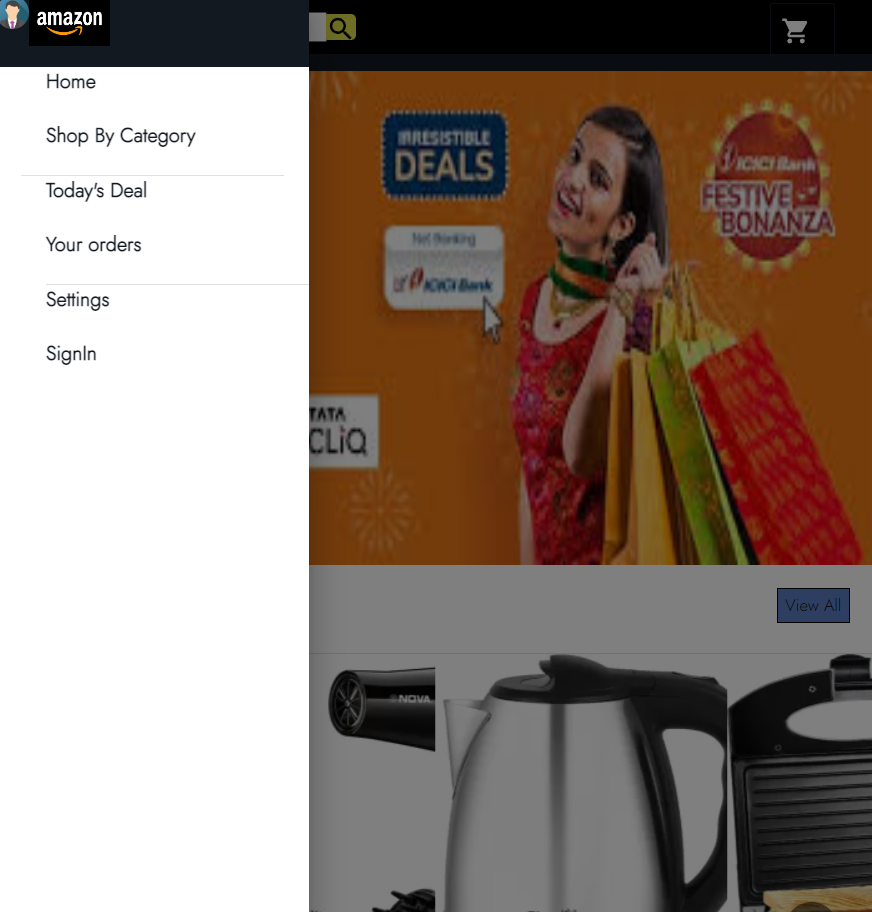 amazon
Home
Shop By Category
Today's Deal
Your orders
Settings
SignIn
IRRESISTIBLE
DEALS
Net Banking
ICICI Bank
ICICI Bank
FESTIVE
BONANZA
TATA
CLiQ
View All
NOVA